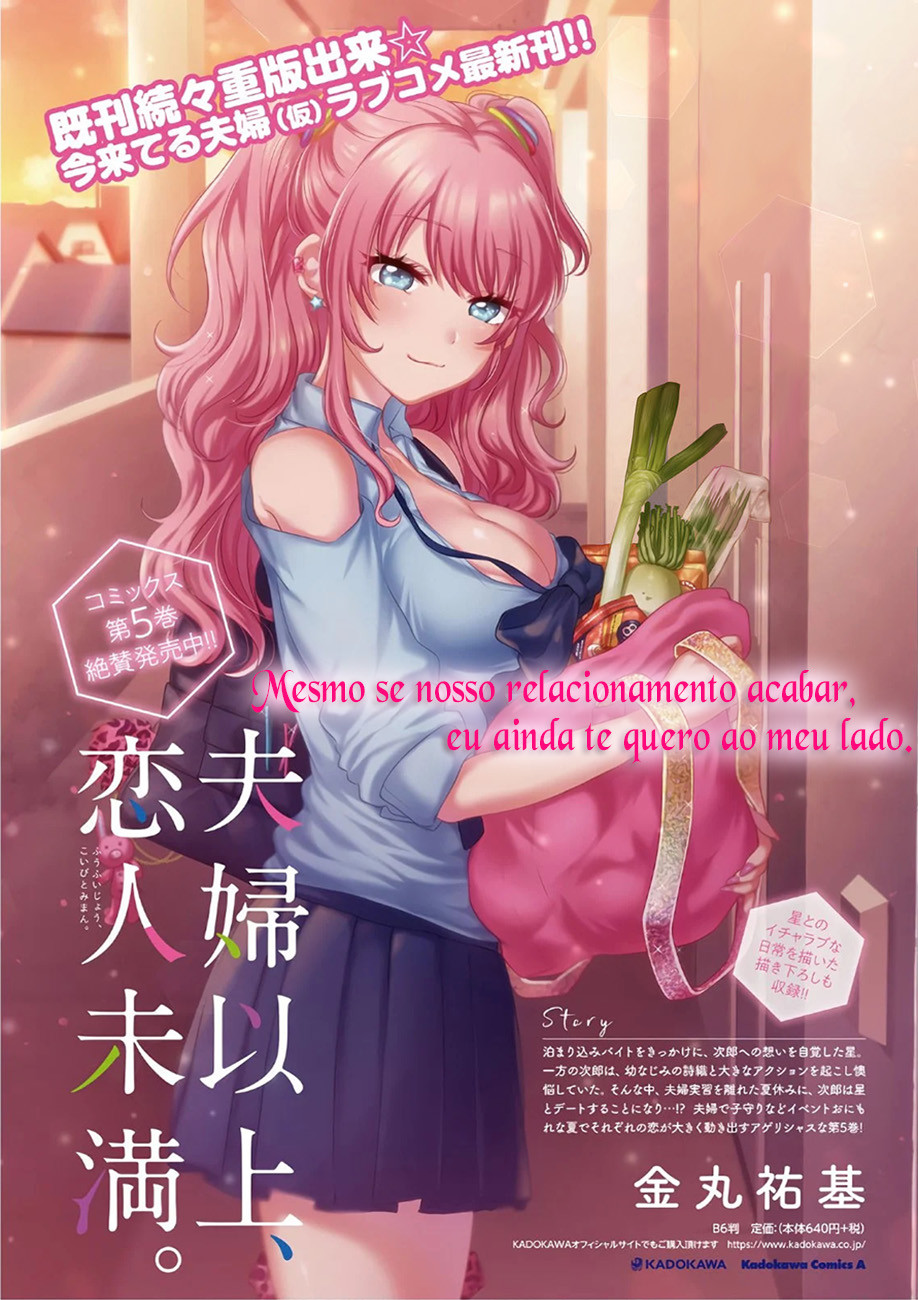 既刊続々重版出来☆
今来てる夫婦(仮)ラブコメ最新刊!!
コミックス
第5巻
絶賛発売中!!
Mesmo se nosso relacionamento acabar,
eu ainda te quero ao meu lado.
夫婦以上、
恋人未満。
ふうふいじょう、
こいびとみまん。
星との
イチャラブな
日常を描いた
描き下ろしも
収録!!
Story
泊まり込みバイトをきっかけに、次郎への想いを自覚した星。
一方の次郎は、幼なじみの詩織と大きなアクションを起こし懊
悩していた。そんな中、夫婦実習を離れた夏休みに、次郎は星
とデートすることになり…!? 夫婦で子守りなどイベントおにも
れな夏でそれぞれの恋が大きく動き出すアゲリシャスな第5巻!
金丸祐基
B6判 定価:(本体640円+税)
KADOKAWAオフィシャルサイトでもご購入頂けます https://www.kadokawa.co.jp/
KADOKAWA Kadokawa Comics A